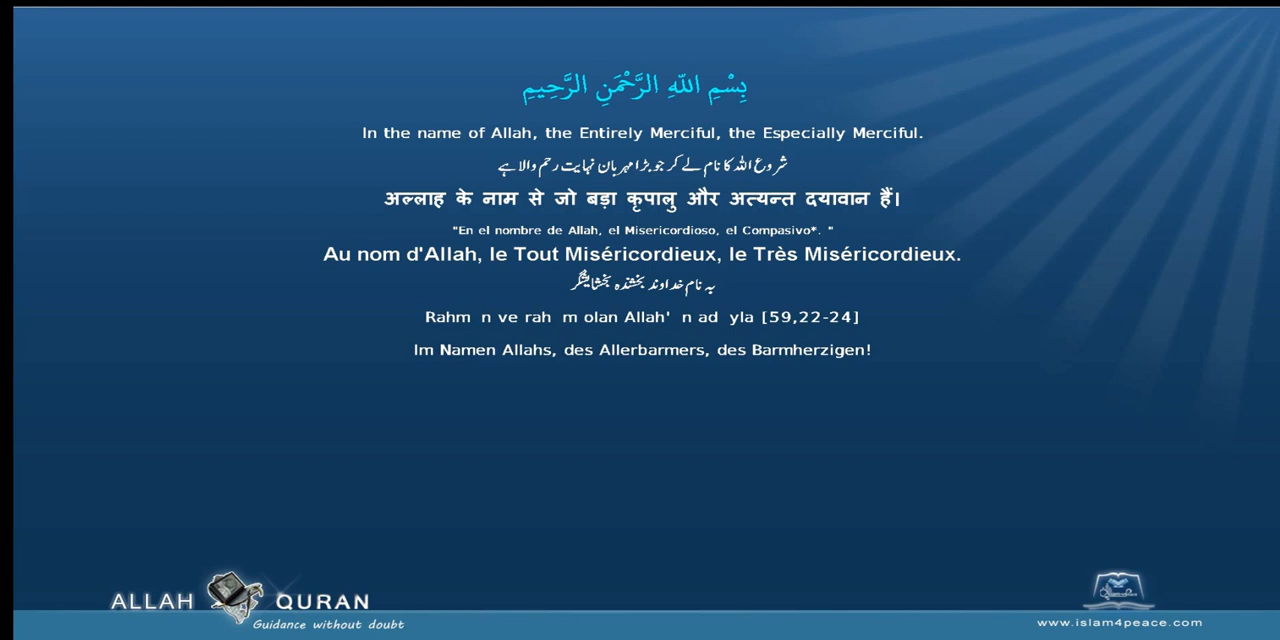 بِسْمِ اللّٰهِ الرَّحْمَنِ الرَّحِيمِ
In the name of Allah, the Entirely Merciful, the Especially Merciful.
شروع اللہ کا نام لے کر جو بڑا مہربان نہایت رحم والا ہے
अल्लाह के नाम से जो बड़ा कृपालु और अत्यन्त दयावान हैं।
"En el nombre de Allah, el Misericordioso, el Compasivo*. "
Au nom d'Allah, le Tout Miséricordieux, le Très Miséricordieux.
بہ نام خداوند بخشنده بخشایشگر
Rahm n ve rah m olan Allah' n ad yla [59,22-24]
Im Namen Allahs, des Allerbarmers, des Barmherzigen!
ALLAH QURAN
Guidance without doubt
www.islam4peace.com